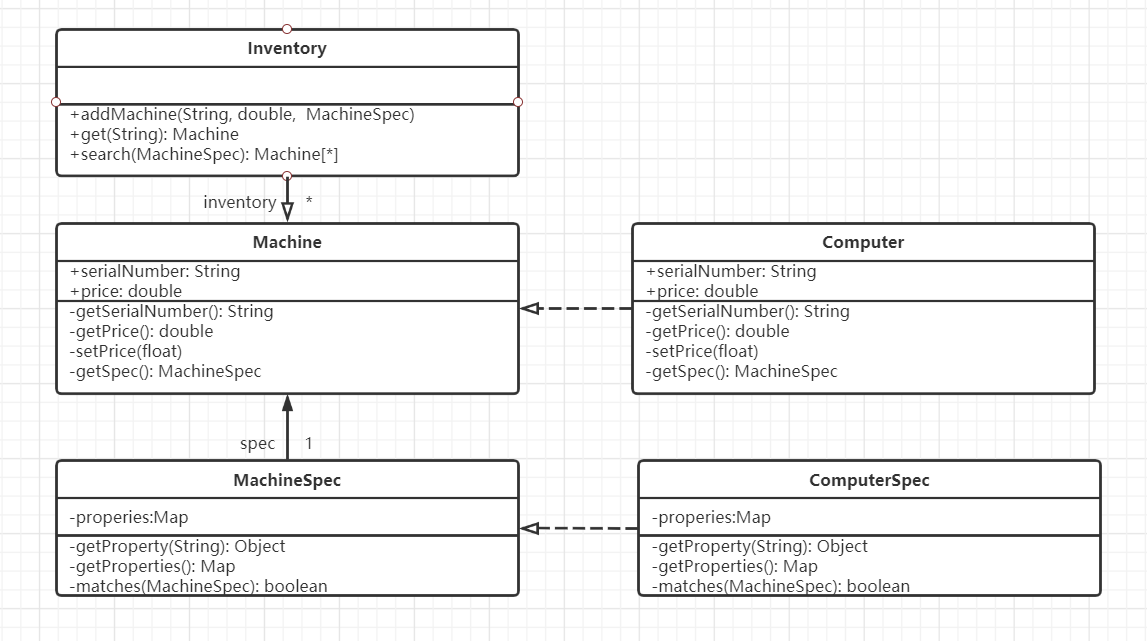 Inventory
+addMachine(String, double,  MachineSpec)
+get(String): Machine
+search(MachineSpec): Machine[*]
inventory *
Machine
+serialNumber: String
+price: double
-getSerialNumber(): String
-getPrice(): double
-setPrice(float)
-getSpec(): MachineSpec
Computer
+serialNumber: String
+price: double
-getSerialNumber(): String
-getPrice(): double
-setPrice(float)
-getSpec(): MachineSpec
spec 1
MachineSpec
-properies:Map
-getProperty(String): Object
-getProperties(): Map
-matches(MachineSpec): boolean
ComputerSpec
-properies:Map
-getProperty(String): Object
-getProperties(): Map
-matches(MachineSpec): boolean